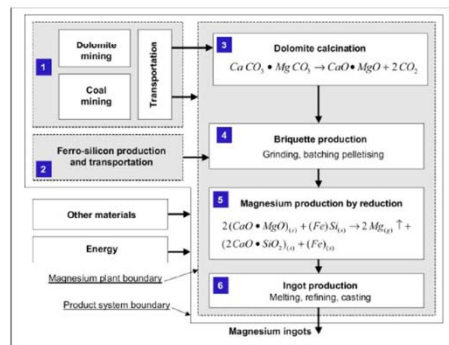 1
Dolomite
mining
Coal
mining
Transportation
2
Ferro-silicon production
and transportation
Other materials
Energy
Magnesium plant boundary
Product system boundary
3
Dolomite calcination
CaCO₃ • MgCO₃ → CaO • MgO + 2CO₂
4
Briquette production
Grinding, batching pelletising
5
Magnesium production by reduction
2(CaO • MgO)₍ₛ₎ + (Fe)Si₍ₛ₎ → 2Mg₍g₎ ↑ +
(2CaO • SiO₂)₍ₛ₎ + (Fe)₍ₛ₎
6
Ingot production
Melting, refining, casting
Magnesium ingots